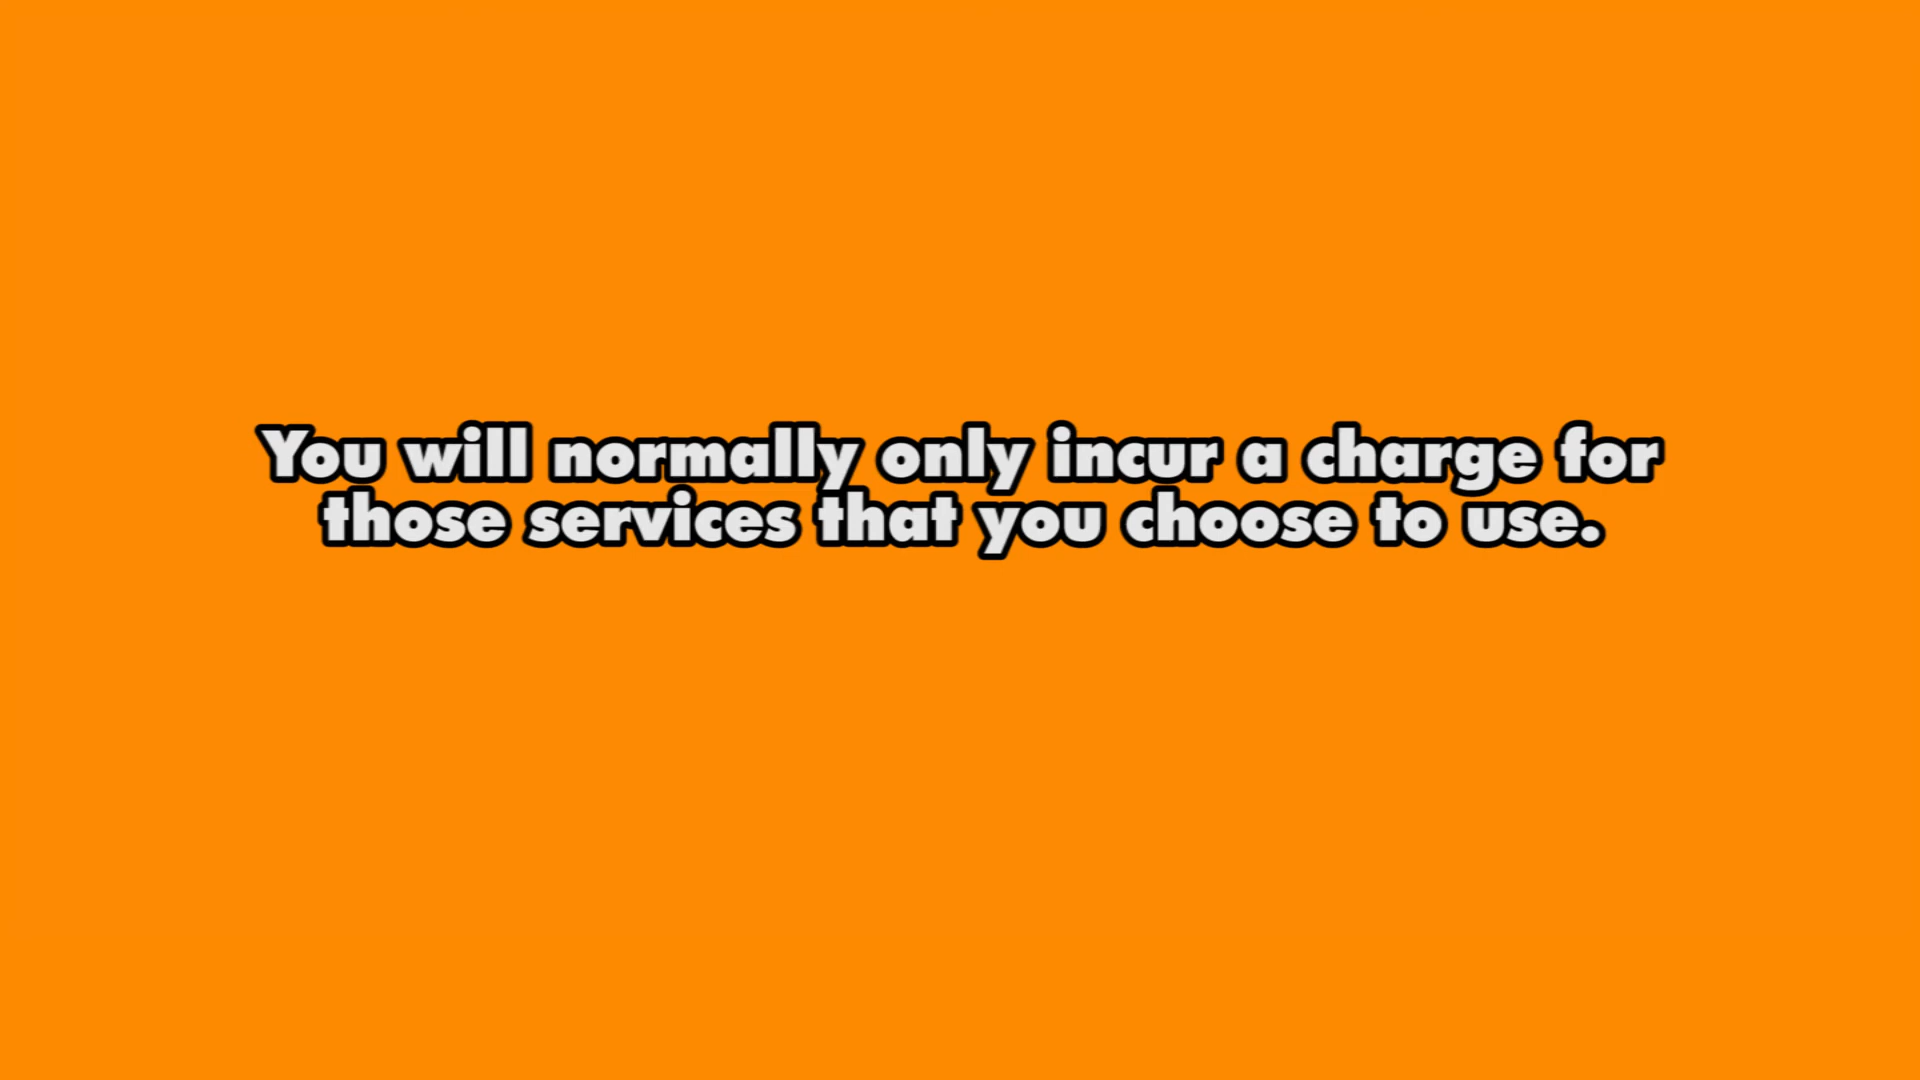 You will normally only incur a charge for
those services that you choose to use.